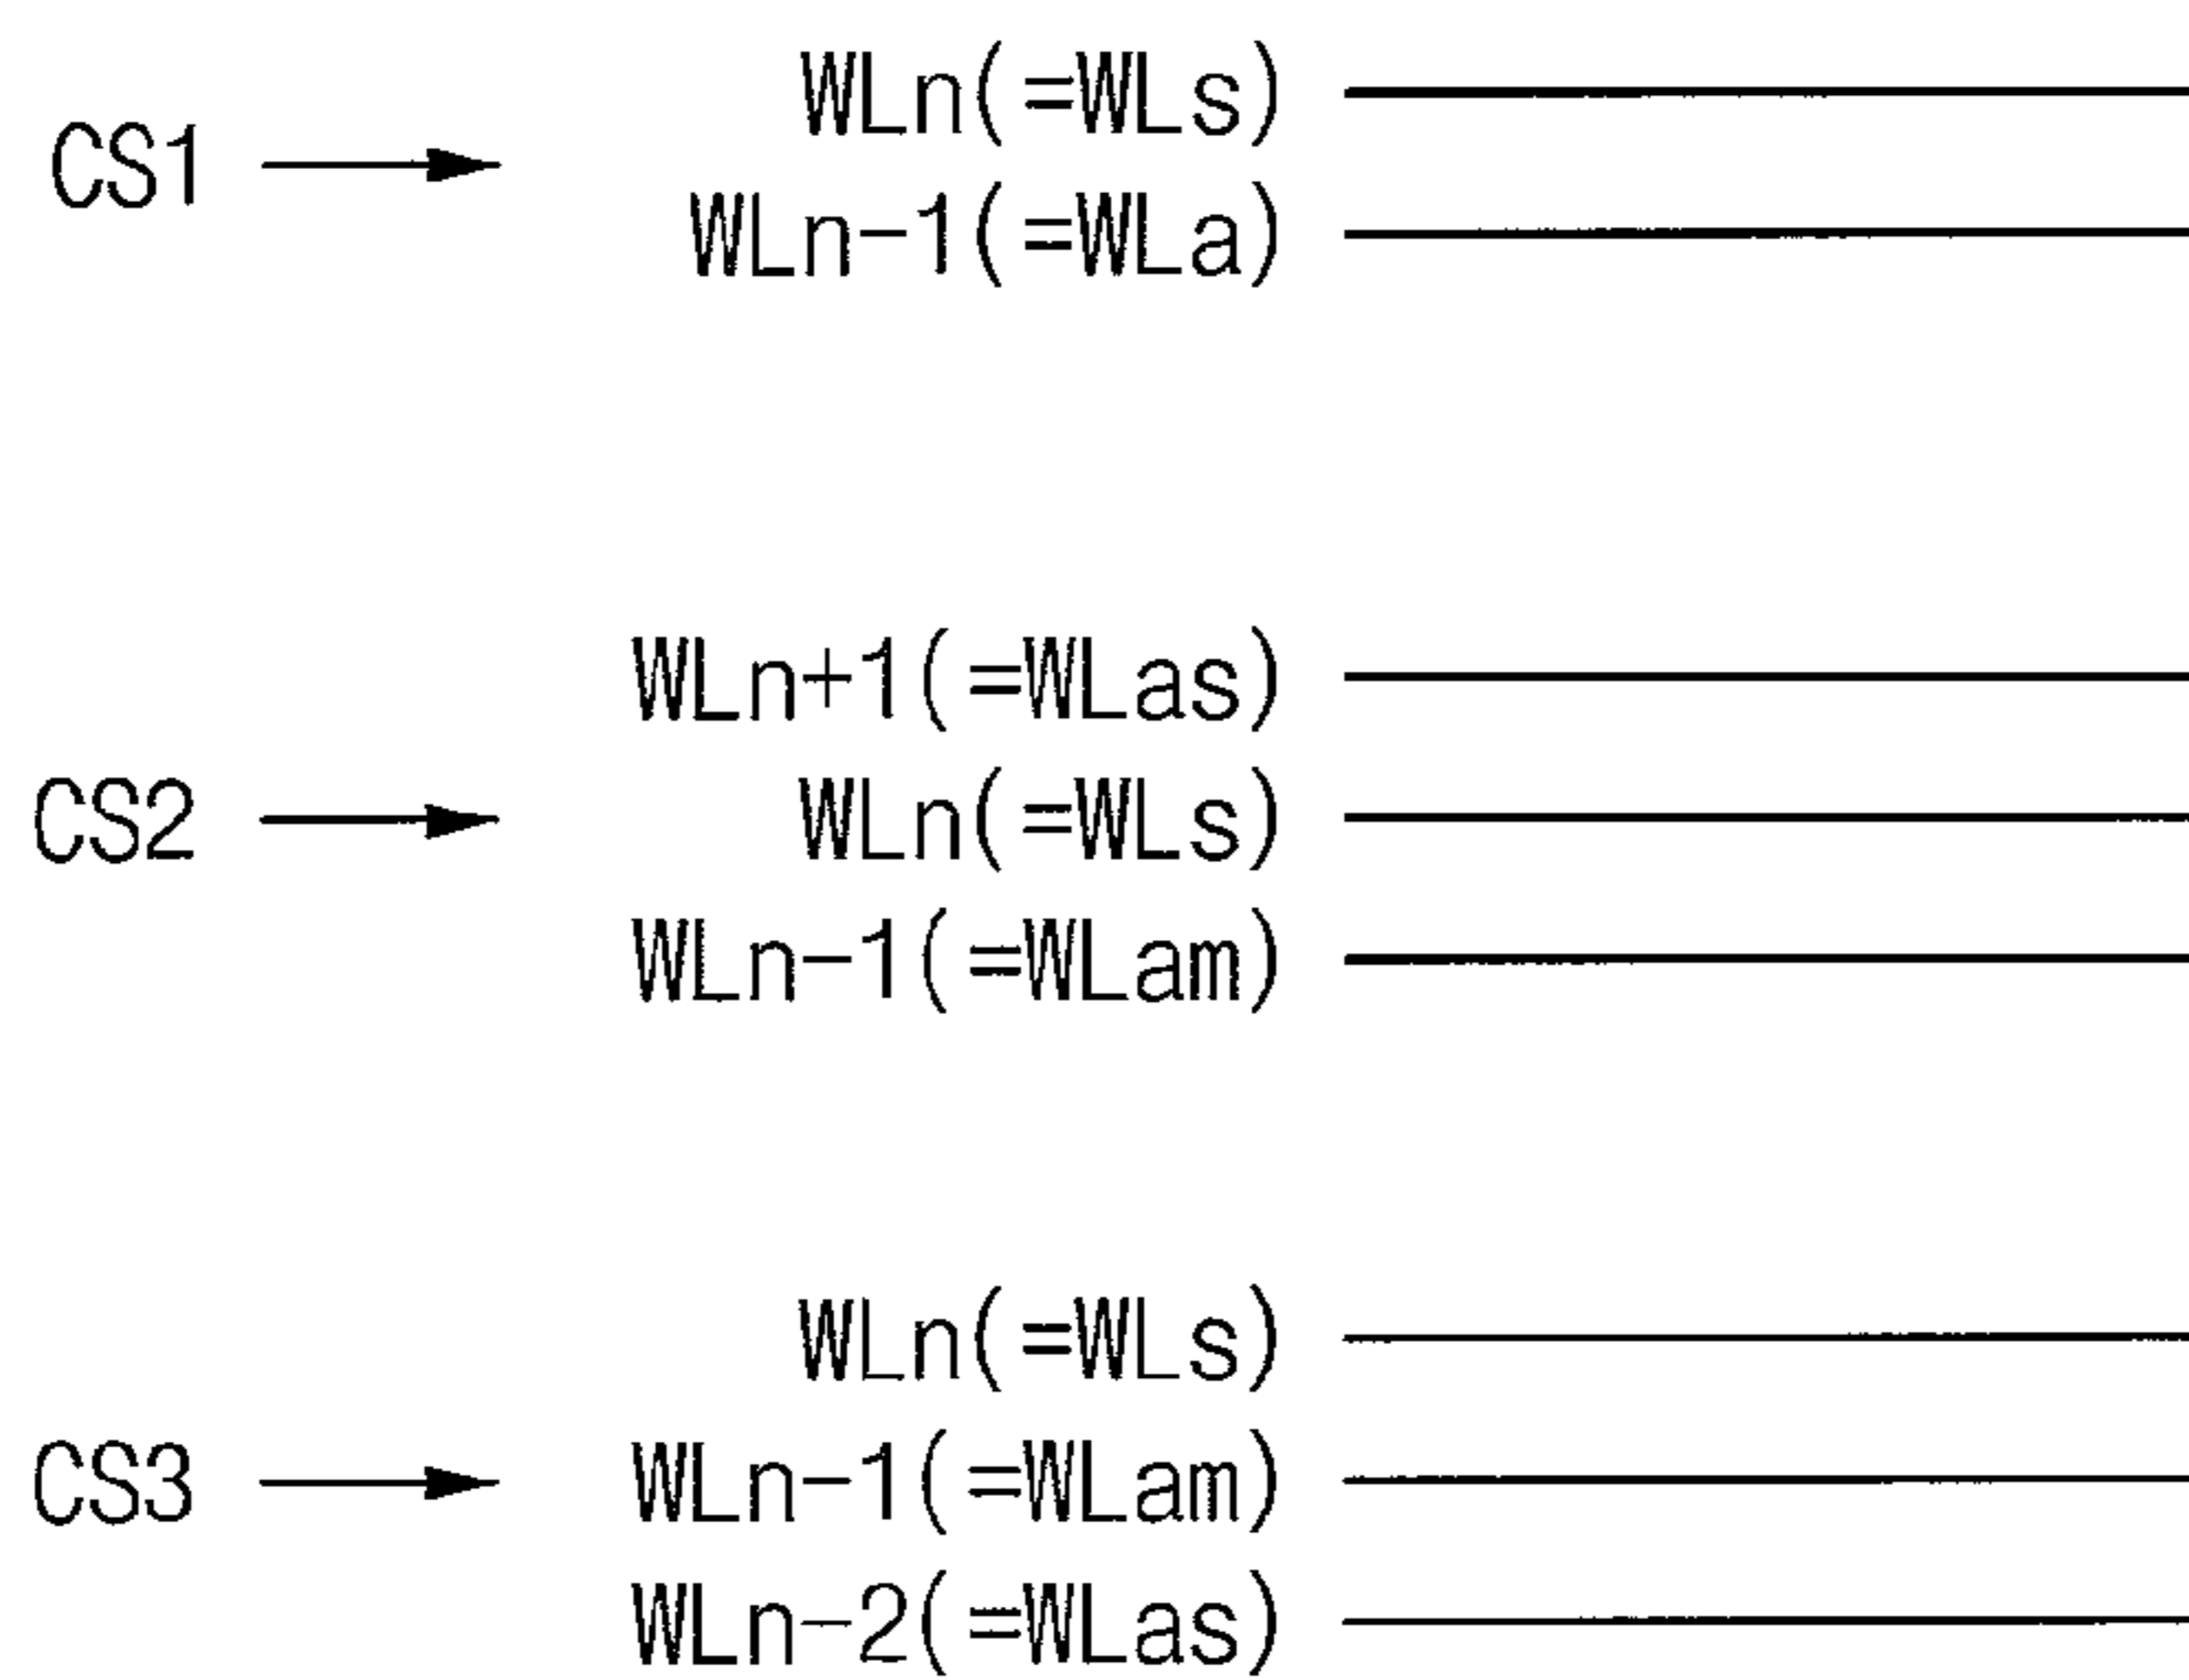 WLn(=WLs)
CS1
WLn-1(=WLa)
WLn+1(=WLas)
CS2 WLn(=WLs)
WLn-1(=WLam)
WLn(=WLs)
CS3 WLn-1(=WLam)
WLn-2(=WLas)